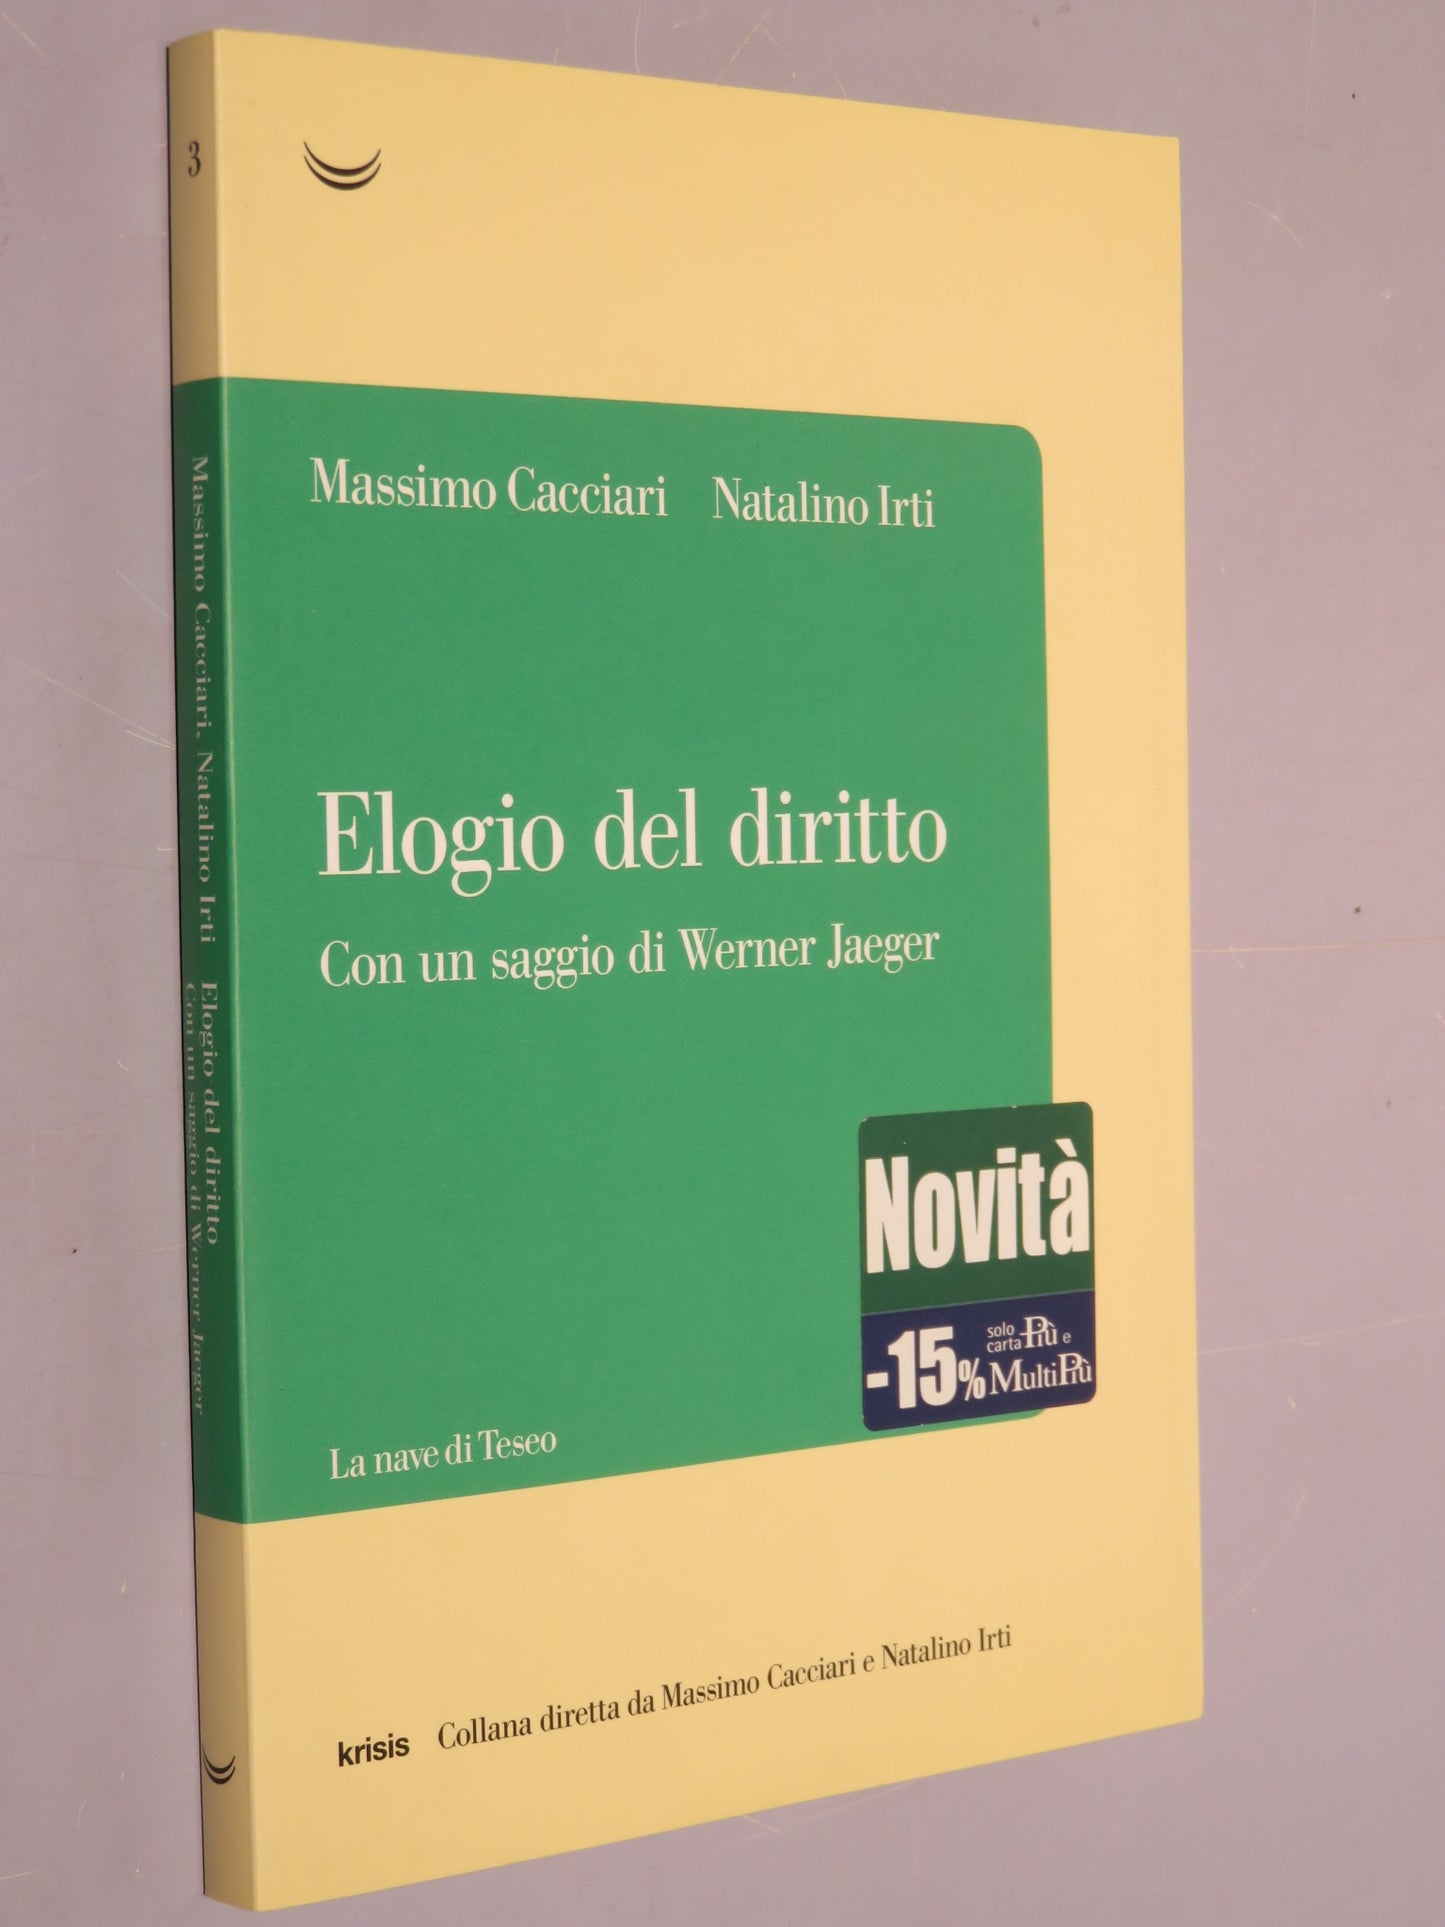 3
Massimo Cacciari, Natalino Irti Elogio del diritto
Con un saggio di Werner Jaeger
Massimo Cacciari Natalino Irti
Elogio del diritto
Con un saggio di Werner Jaeger
La nave di Teseo
Novità
-15% solo carta Più e MultiPiù
krisis Collana diretta da Massimo Cacciari e Natalino Irti